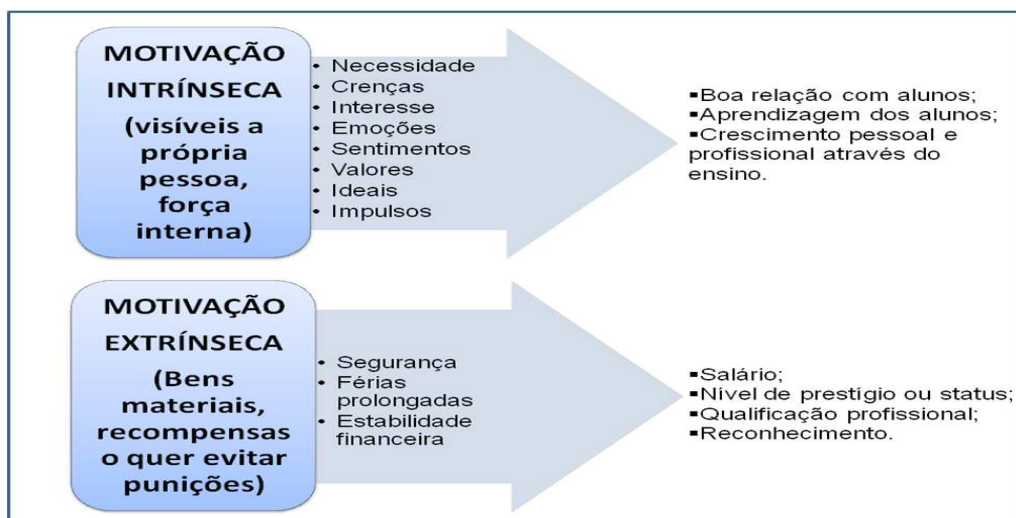 MOTIVAÇÃO
INTRÍNSECA
(visíveis a
própria
pessoa,
força
interna)
• Necessidade
• Crenças
• Interesse
• Emoções
• Sentimentos
• Valores
• Ideais
• Impulsos
▪Boa relação com alunos;
▪Aprendizagem dos alunos;
▪Crescimento pessoal e
profissional através do
ensino.
MOTIVAÇÃO
EXTRÍNSECA
(Bens
materiais,
recompensas
o quer evitar
punições)
• Segurança
• Férias
prolongadas
• Estabilidade
financeira
▪Salário;
▪Nível de prestígio ou status;
▪Qualificação profissional;
▪Reconhecimento.